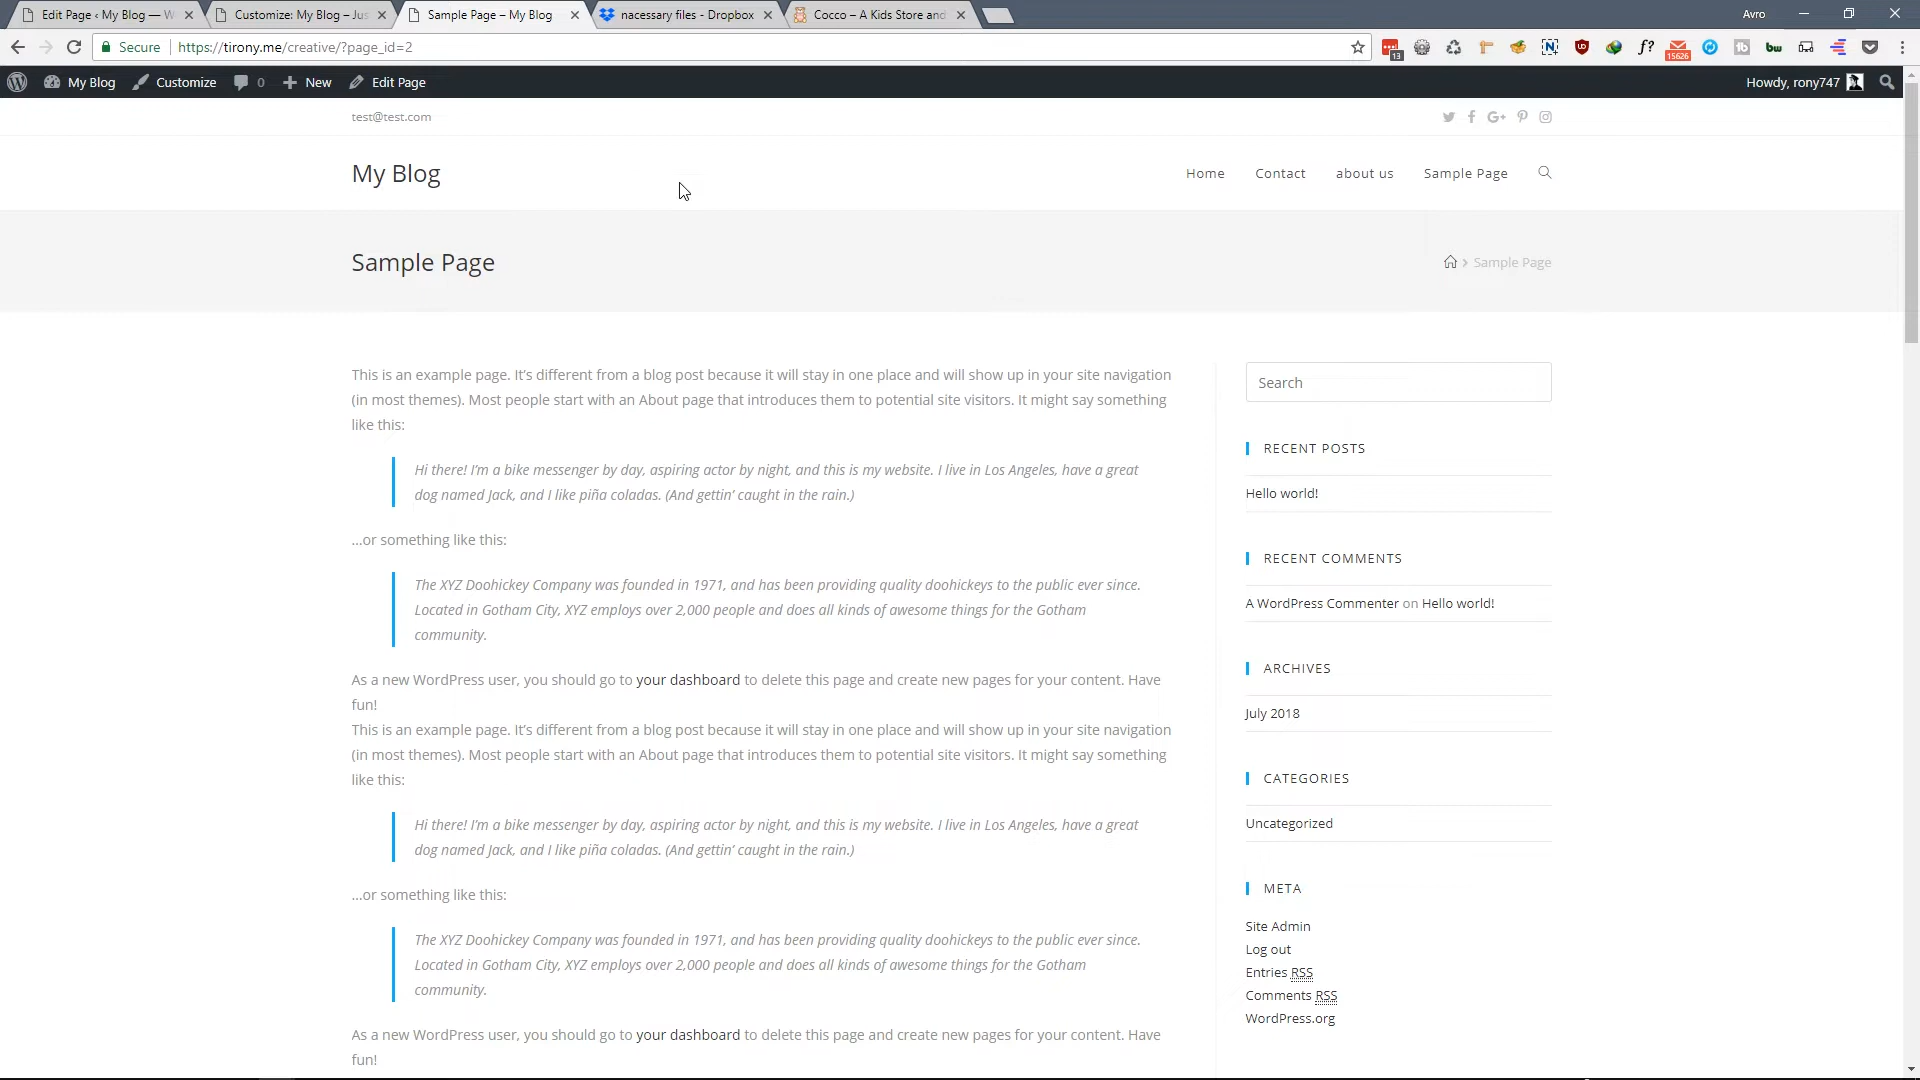 Edit Page ‹ My Blog — W
Customize: My Blog – Jus
Sample Page – My Blog
nacessary files - Dropbox
Cocco – A Kids Store and
Avro
Secure
https://tirony.me/creative/?page_id=2
13
15626
My Blog
Customize
0
New
Edit Page
Howdy, rony747
test@test.com
My Blog
Home
Contact
about us
Sample Page
Sample Page
Sample Page
This is an example page. It’s different from a blog post because it will stay in one place and will show up in your site navigation
(in most themes). Most people start with an About page that introduces them to potential site visitors. It might say something
like this:
Hi there! I’m a bike messenger by day, aspiring actor by night, and this is my website. I live in Los Angeles, have a great
dog named Jack, and I like piña coladas. (And gettin’ caught in the rain.)
…or something like this:
The XYZ Doohickey Company was founded in 1971, and has been providing quality doohickeys to the public ever since.
Located in Gotham City, XYZ employs over 2,000 people and does all kinds of awesome things for the Gotham
community.
As a new WordPress user, you should go to your dashboard to delete this page and create new pages for your content. Have
fun!
This is an example page. It’s different from a blog post because it will stay in one place and will show up in your site navigation
(in most themes). Most people start with an About page that introduces them to potential site visitors. It might say something
like this:
Hi there! I’m a bike messenger by day, aspiring actor by night, and this is my website. I live in Los Angeles, have a great
dog named Jack, and I like piña coladas. (And gettin’ caught in the rain.)
…or something like this:
The XYZ Doohickey Company was founded in 1971, and has been providing quality doohickeys to the public ever since.
Located in Gotham City, XYZ employs over 2,000 people and does all kinds of awesome things for the Gotham
community.
As a new WordPress user, you should go to your dashboard to delete this page and create new pages for your content. Have
fun!
Search
RECENT POSTS
Hello world!
RECENT COMMENTS
A WordPress Commenter on Hello world!
ARCHIVES
July 2018
CATEGORIES
Uncategorized
META
Site Admin
Log out
Entries RSS
Comments RSS
WordPress.org